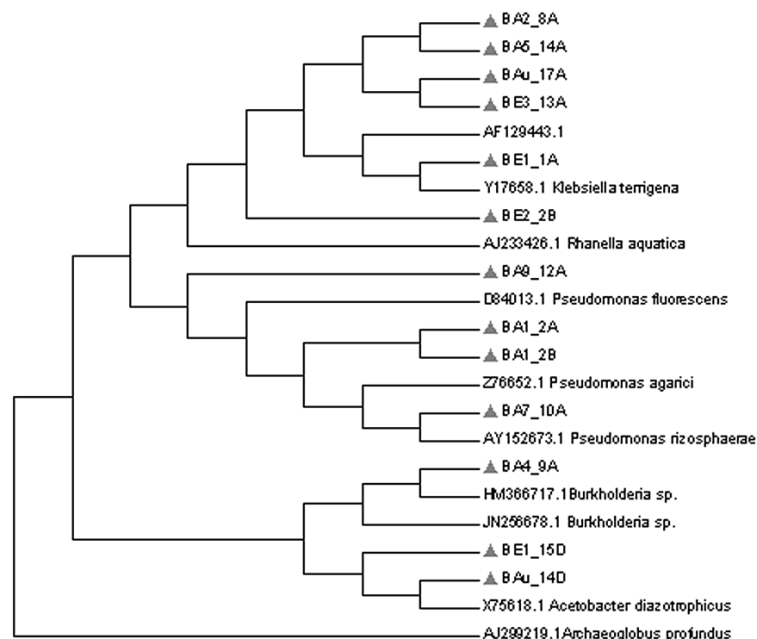 BA2_8A
BA5_14A
BAu_17A
BE3_13A
AF129443.1
BE1_1A
Y17658.1 Klebsiella terrigena
BE2_2B
AJ233426.1 Rhanella aquatica
BA9_12A
D84013.1 Pseudomonas fluorescens
BA1_2A
BA1_2B
Z76652.1 Pseudomonas agarici
BA7_10A
AY152673.1 Pseudomonas rizosphaerae
BA4_9A
HM366717.1Burkholderia sp.
JN256678.1 Burkholderia sp.
BE1_15D
BAu_14D
X75618.1 Acetobacter diazotrophicus
AJ299219.1Archaeoglobus profundus